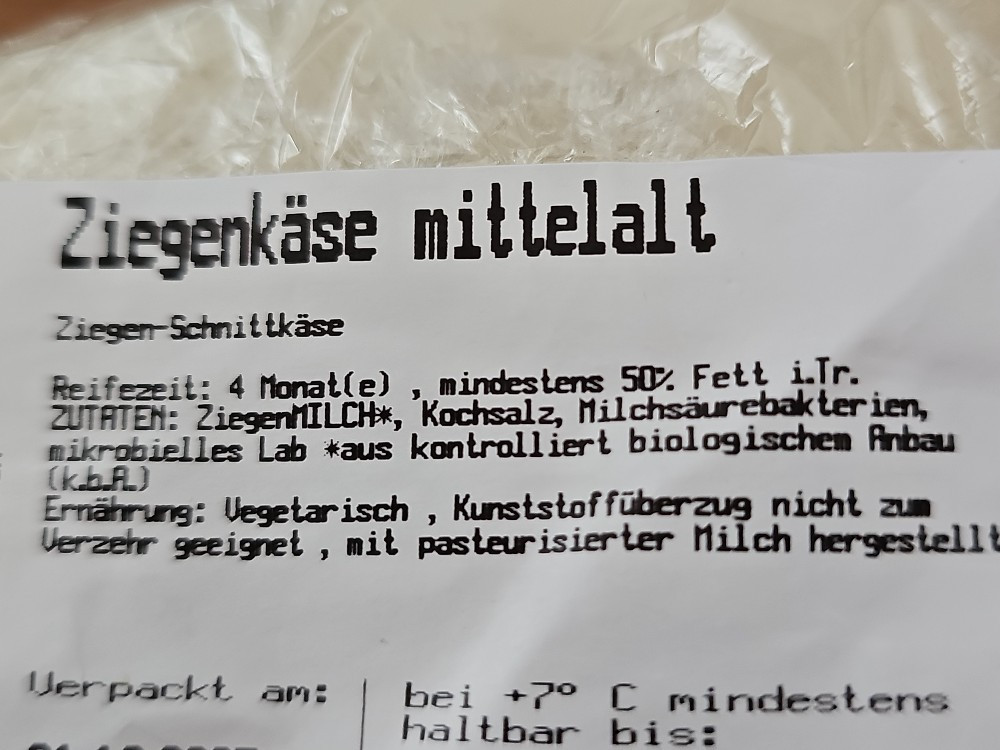 Ziegenkäse mittelalt
Ziegen-Schnittkäse
Reifezeit: 4 Monat(e) , mindestens 50% Fett i.Tr.
ZUTATEN: ZiegenMILCH*, Kochsalz, Milchsäurebakterien,
mikrobielles Lab *aus kontrolliert biologischem Anbau
(k.b.A.)
Ernährung: Vegetarisch , Kunststoffüberzug nicht zum
Verzehr geeignet , mit pasteurisierter Milch hergestellt
Verpackt am:
bei +7° C mindestens
haltbar bis: